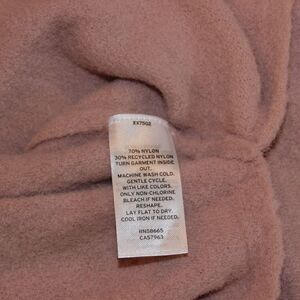 XX7502
70% NYLON
30% RECYCLED NYLON
TURN GARMENT INSIDE
OUT.
MACHINE WASH COLD.
GENTLE CYCLE.
WITH LIKE COLORS.
ONLY NON-CHLORINE
BLEACH IF NEEDED.
RESHAPE.
LAY FLAT TO DRY.
COOL IRON IF NEEDED.
RN58665
CA57963